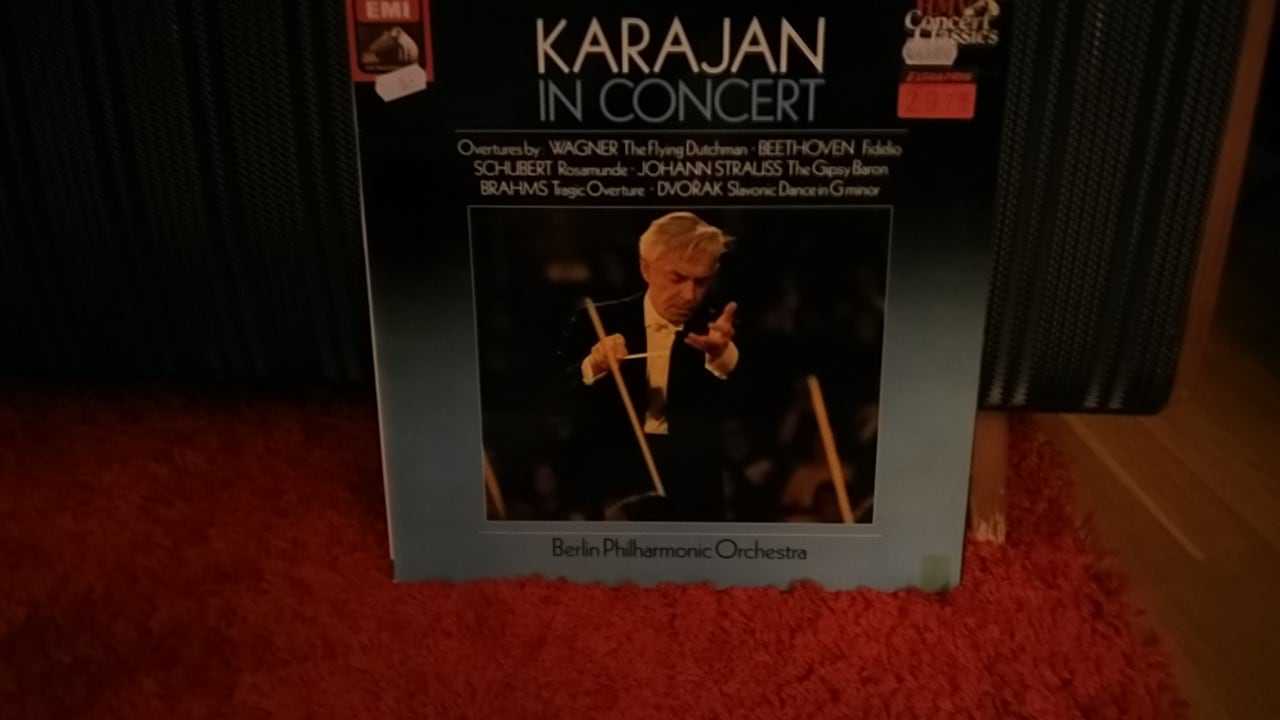 EMI
HMV
Concert
Classics
KARAJAN
IN CONCERT
Overtures by: WAGNER The Flying Dutchman · BEETHOVEN Fidelio
SCHUBERT Rosamunde · JOHANN STRAUSS The Gipsy Baron
BRAHMS Tragic Overture · DVOŘÁK Slavonic Dance in G minor
Berlin Philharmonic Orchestra